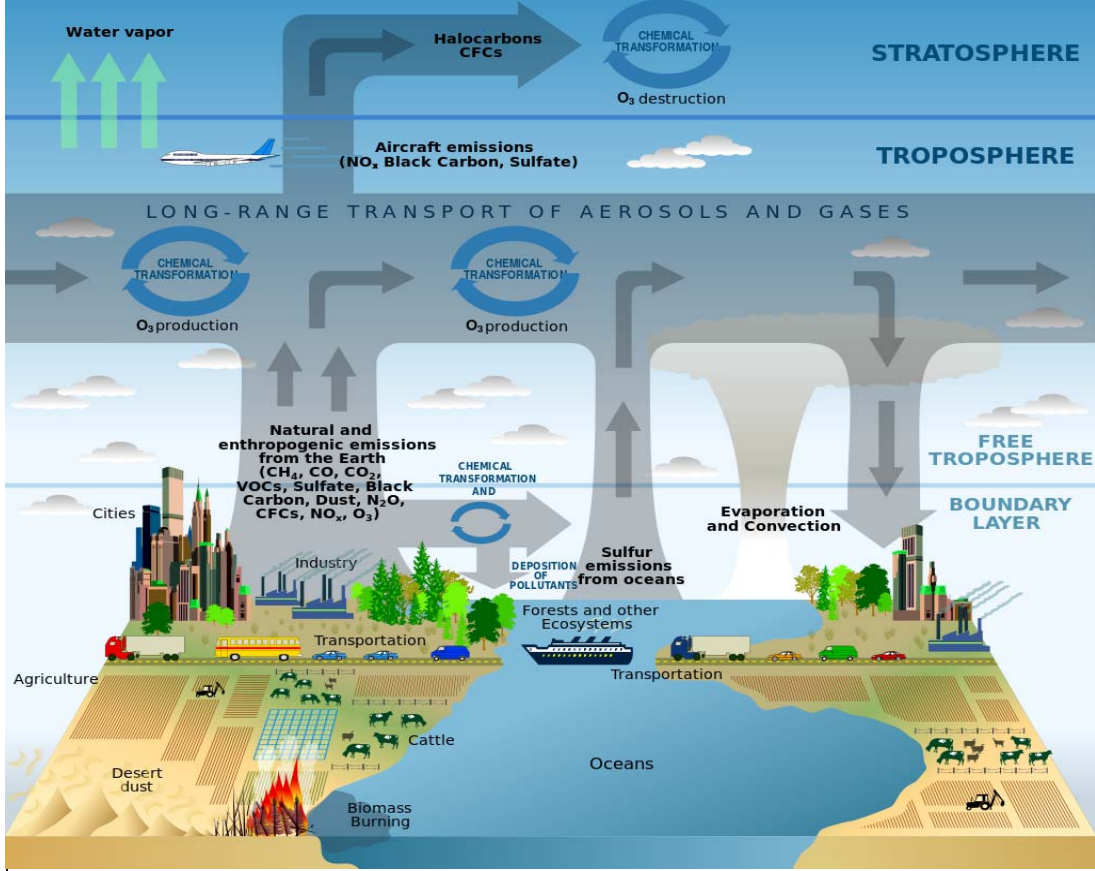 Water vapor
Halocarbons
CFCs
CHEMICAL
TRANSFORMATION
O₃ destruction
STRATOSPHERE
Aircraft emissions
(NOₓ Black Carbon, Sulfate)
TROPOSPHERE
LONG-RANGE TRANSPORT OF AEROSOLS AND GASES
CHEMICAL
TRANSFORMATION
O₃ production
CHEMICAL
TRANSFORMATION
O₃ production
Natural and
enthropogenic emissions
from the Earth
(CH₄, CO, CO₂,
VOCs, Sulfate, Black
Carbon, Dust, N₂O,
CFCs, NOₓ, O₃)
CHEMICAL
TRANSFORMATION
AND
DEPOSITION
OF
POLLUTANTS
FREE
TROPOSPHERE
BOUNDARY
LAYER
Cities
Industry
Sulfur
emissions
from oceans
Evaporation
and Convection
Forests and other
Ecosystems
Transportation
Transportation
Agriculture
Cattle
Oceans
Desert
dust
Biomass
Burning